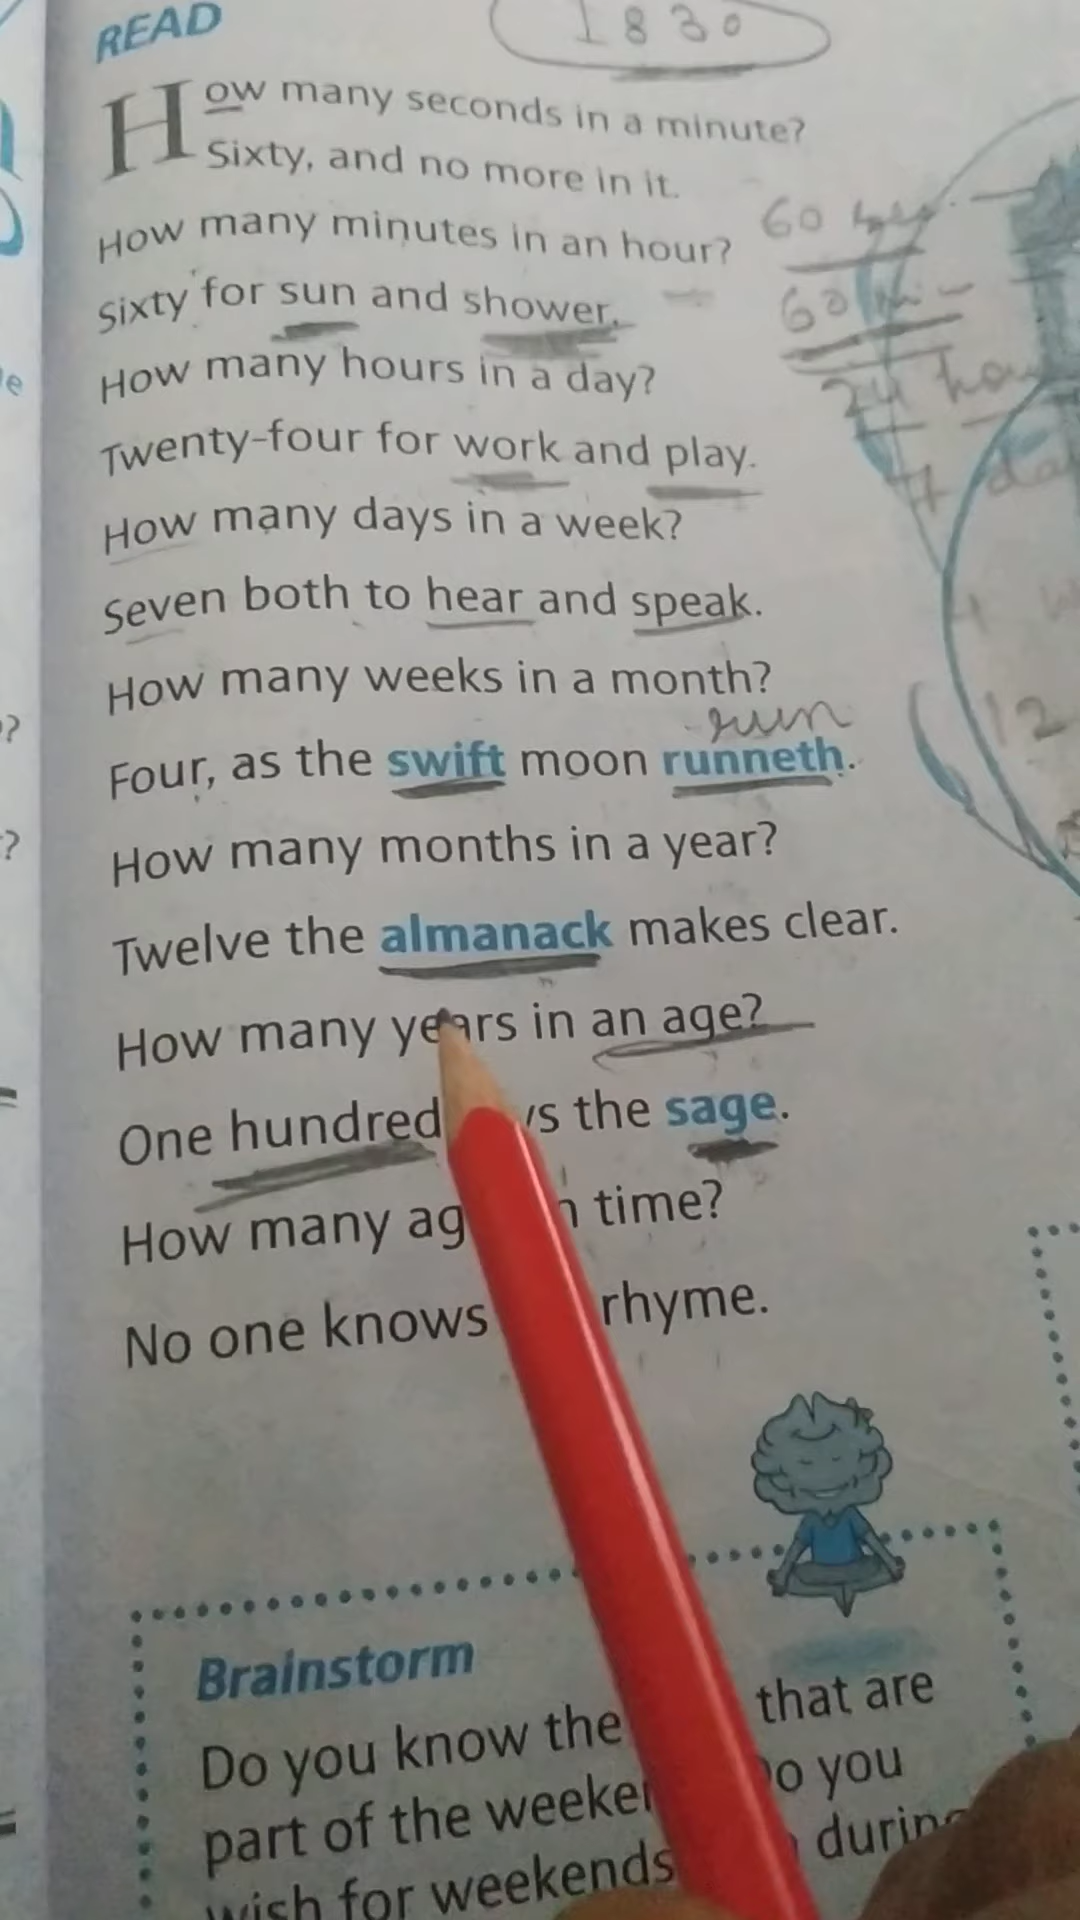 READ
1830
How many seconds in a minute?
Sixty, and no more in it.
How many minutes in an hour?
60
Sixty for sun and shower.
60
How many hours in a day?
24
Twenty-four for work and play.
7
How many days in a week?
Seven both to hear and speak.
How many weeks in a month?
run
12
Four, as the swift moon runneth.
How many months in a year?
Twelve the almanack makes clear.
How many years in an age?
One hundred the sage.
How many time?
No one knows rhyme.
Brainstorm
Do you know the that are
part of the you
wish for weekends